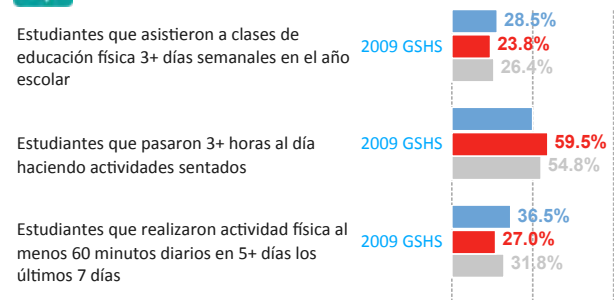 Estudiantes que asistieron a clases de
educación física 3+ días semanales en el año
escolar
2009 GSHS
28.5%
23.8%
26.4%
Estudiantes que pasaron 3+ horas al día
haciendo actividades sentados
2009 GSHS
59.5%
54.8%
Estudiantes que realizaron actividad física al
menos 60 minutos diarios en 5+ días los
últimos 7 días
2009 GSHS
36.5%
27.0%
31.8%